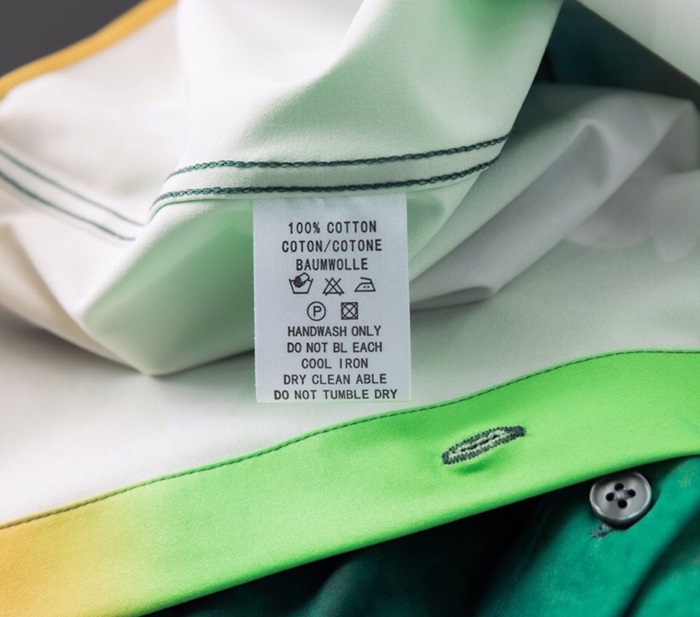 100% COTTON
COTON/COTONE
BAUMWOLLE
P
HANDWASH ONLY
DO NOT BL EACH
COOL IRON
DRY CLEAN ABLE
DO NOT TUMBLE DRY